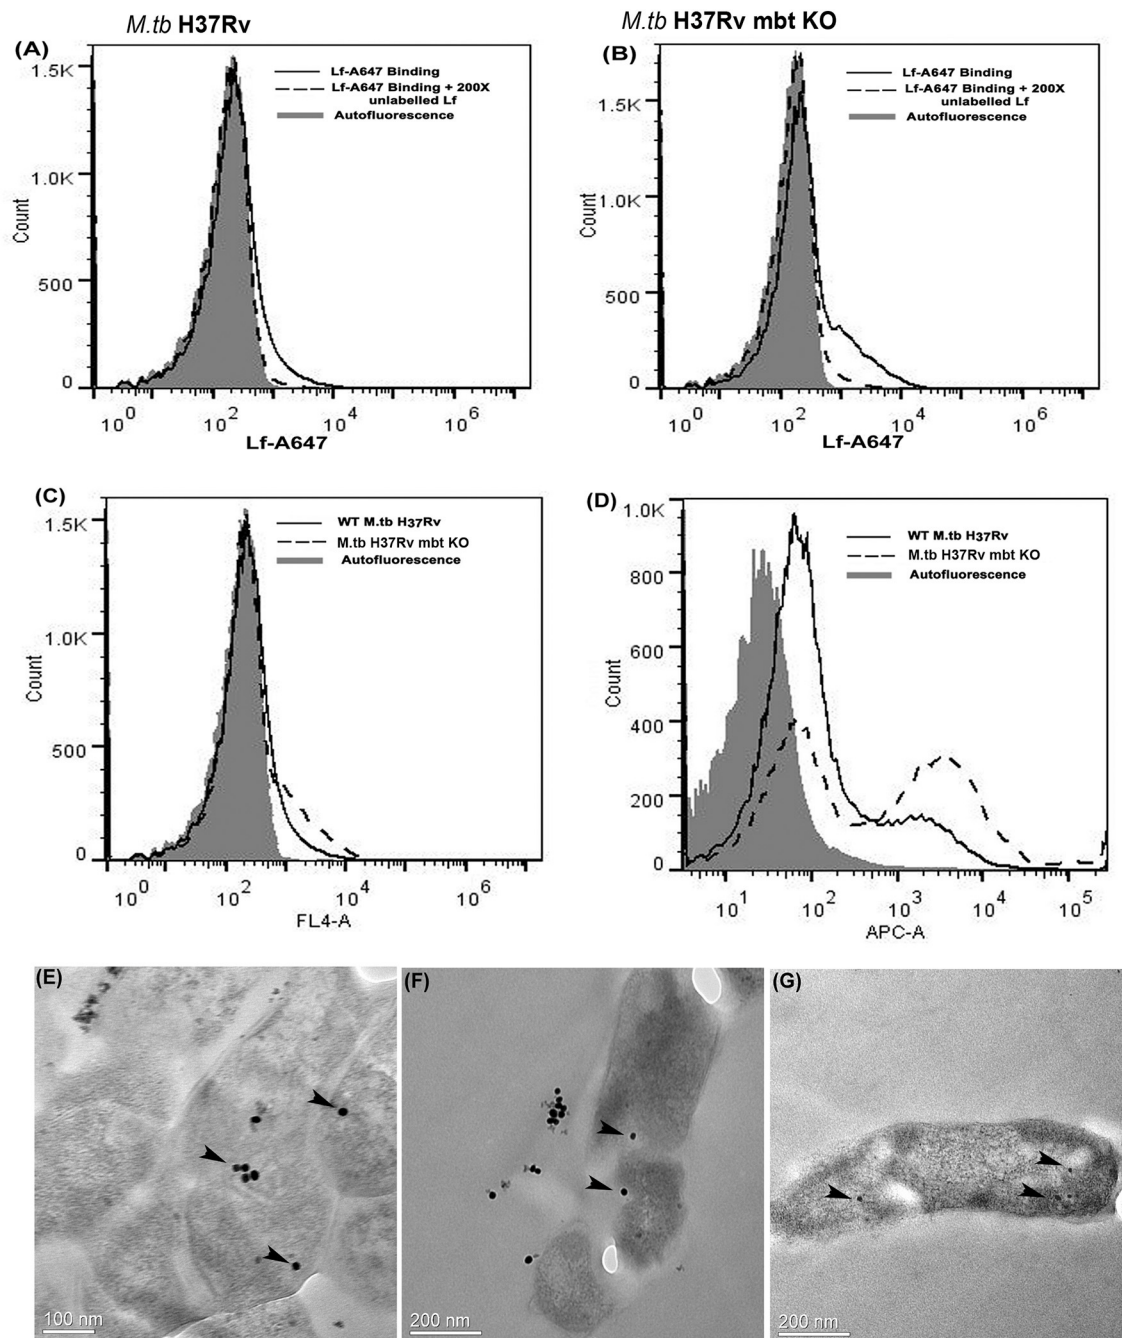 M.tb H37Rv
M.tb H37Rv mbt KO
(A)
1.5K
1.0K
500
0
Count
Lf-A647 Binding
Lf-A647 Binding + 200X
unlabelled Lf
Autofluorescence
10^0 10^2 10^4 10^6
Lf-A647
(B)
1.5K
1.0K
500
0
Count
Lf-A647 Binding
Lf-A647 Binding + 200X
unlabelled Lf
Autofluorescence
10^0 10^2 10^4 10^6
Lf-A647
(C)
1.5K
1.0K
500
0
Count
WT M.tb H37Rv
M.tb H37Rv mbt KO
Autofluorescence
10^0 10^2 10^4 10^6
FL4-A
(D)
1.0K
800
600
400
200
0
Count
WT M.tb H37Rv
M.tb H37Rv mbt KO
Autofluorescence
10^1 10^2 10^3 10^4 10^5
APC-A
(E)
100 nm
(F)
200 nm
(G)
200 nm